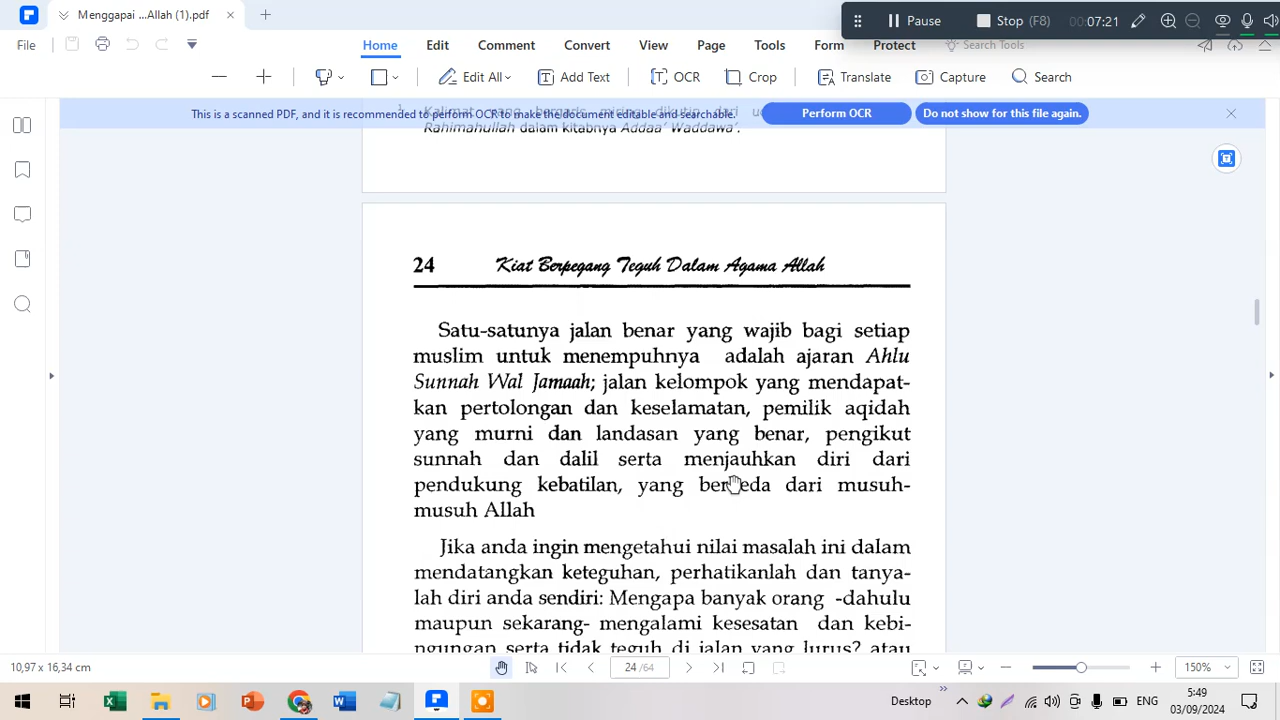 Menggapai ...Allah (1).pdf
Pause
Stop (F8)
00:07:21
File
Home
Edit
Comment
Convert
View
Page
Tools
Form
Protect
Search Tools
Edit All
Add Text
OCR
Crop
Translate
Capture
Search
This is a scanned PDF, and it is recommended to perform OCR to make the document editable and searchable.
Perform OCR
Do not show for this file again.
1 Kalimat yang bergaris miring dikutip dari
Rahimahullah dalam kitabnya Addaa' Waddawa'.
24 Kiat Berpegang Teguh Dalam Agama Allah
Satu-satunya jalan benar yang wajib bagi setiap
muslim untuk menempuhnya adalah ajaran Ahlu
Sunnah Wal Jamaah; jalan kelompok yang mendapat-
kan pertolongan dan keselamatan, pemilik aqidah
yang murni dan landasan yang benar, pengikut
sunnah dan dalil serta menjauhkan diri dari
pendukung kebatilan, yang berbeda dari musuh-
musuh Allah
Jika anda ingin mengetahui nilai masalah ini dalam
mendatangkan keteguhan, perhatikanlah dan tanya-
lah diri anda sendiri: Mengapa banyak orang -dahulu
maupun sekarang- mengalami kesesatan dan kebi-
ngungan serta tidak teguh di jalan yang lurus? atau
10,97 x 16,34 cm
24 /64
150%
Desktop
ENG
5:49
03/09/2024